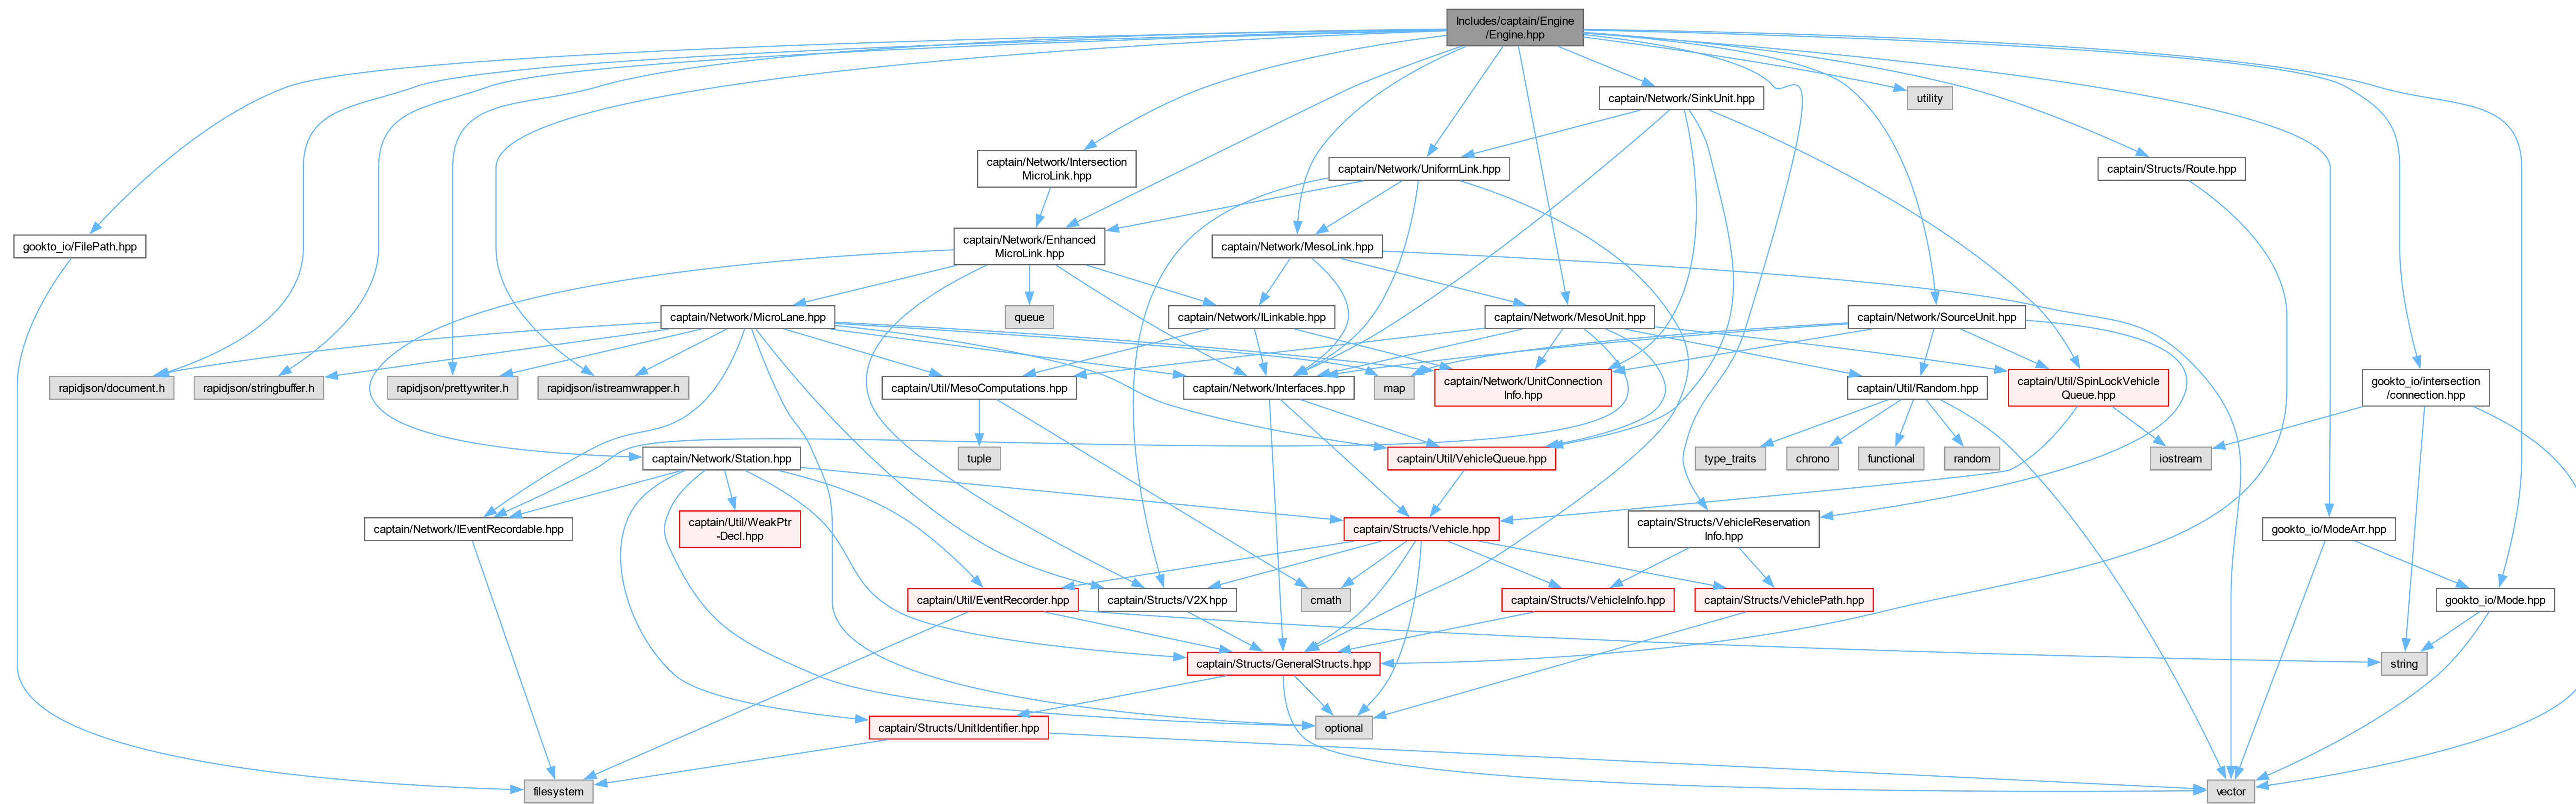 Includes/captain/Engine
/Engine.hpp
captain/Network/SinkUnit.hpp
utility
captain/Network/Intersection
MicroLink.hpp
captain/Network/UniformLink.hpp
captain/Structs/Route.hpp
gookto_io/FilePath.hpp
captain/Network/Enhanced
MicroLink.hpp
captain/Network/MesoLink.hpp
captain/Network/MicroLane.hpp
queue
captain/Network/ILinkable.hpp
captain/Network/MesoUnit.hpp
captain/Network/SourceUnit.hpp
rapidjson/document.h
rapidjson/stringbuffer.h
rapidjson/prettywriter.h
rapidjson/istreamwrapper.h
captain/Util/MesoComputations.hpp
captain/Network/Interfaces.hpp
map
captain/Network/UnitConnection
Info.hpp
captain/Util/Random.hpp
captain/Util/SpinLockVehicle
Queue.hpp
gookto_io/intersection
/connection.hpp
captain/Network/Station.hpp
tuple
captain/Util/VehicleQueue.hpp
type_traits
chrono
functional
random
iostream
captain/Network/IEventRecordable.hpp
captain/Util/WeakPtr
-Decl.hpp
captain/Structs/Vehicle.hpp
captain/Structs/VehicleReservation
Info.hpp
gookto_io/ModeArr.hpp
captain/Util/EventRecorder.hpp
captain/Structs/V2X.hpp
cmath
captain/Structs/VehicleInfo.hpp
captain/Structs/VehiclePath.hpp
gookto_io/Mode.hpp
captain/Structs/GeneralStructs.hpp
string
captain/Structs/UnitIdentifier.hpp
optional
filesystem
vector